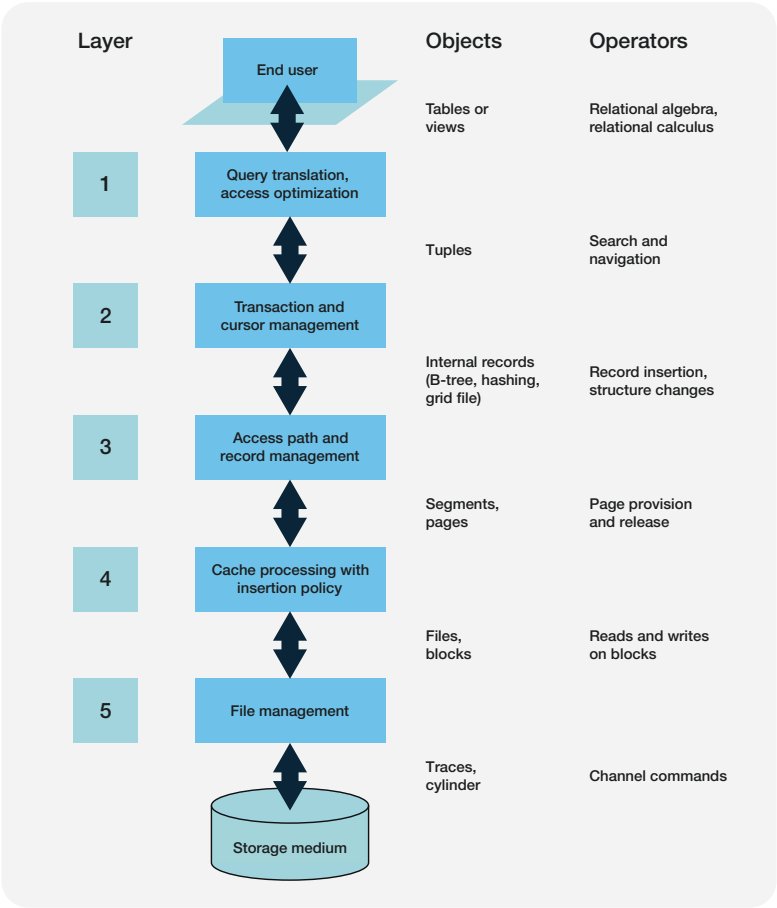 Layer
Objects
Operators
End user
Tables or
views
Relational algebra,
relational calculus
1
Query translation,
access optimization
Tuples
Search and
navigation
2
Transaction and
cursor management
Internal records
(B-tree, hashing,
grid file)
Record insertion,
structure changes
3
Access path and
record management
Segments,
pages
Page provision
and release
4
Cache processing with
insertion policy
Files,
blocks
Reads and writes
on blocks
5
File management
Traces,
cylinder
Channel commands
Storage medium